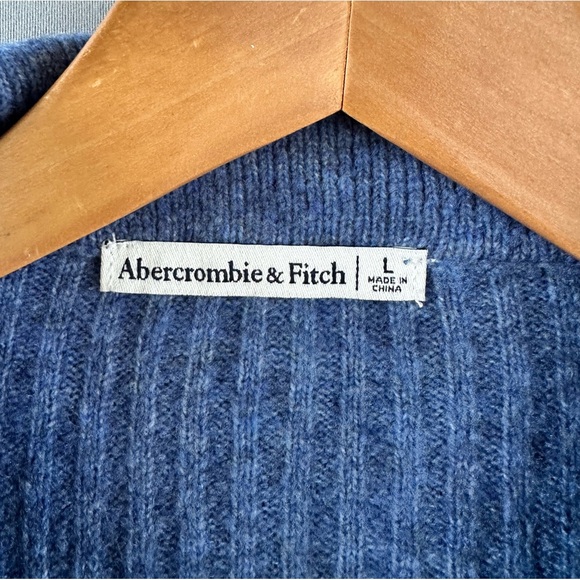 Abercrombie & Fitch
L
MADE IN
CHINA